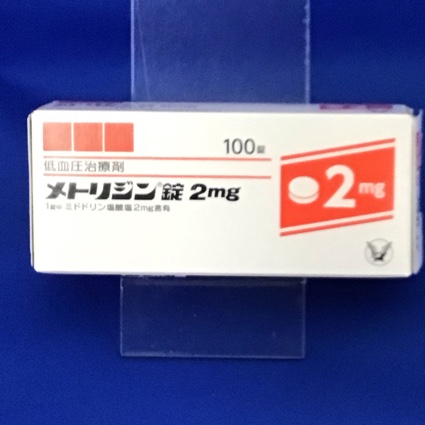 100錠
低血圧治療剤
メトリジン®錠 2mg
1錠中 ミドドリン塩酸塩2mg含有
2mg